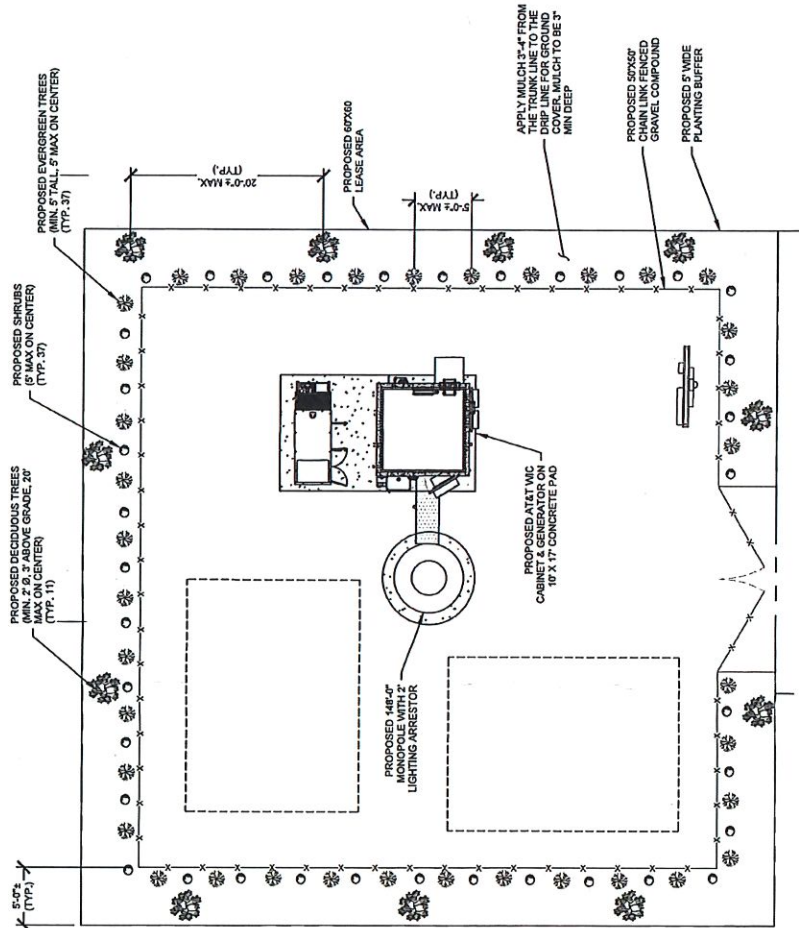 PROPOSED DECIDUOUS TREES
(MIN. 2" Ø, 3' ABOVE GRADE, 20'
MAX ON CENTER)
(TYP. 11)
PROPOSED SHRUBS
(5' MAX ON CENTER)
(TYP. 37)
PROPOSED EVERGREEN TREES
(MIN. 5' TALL, 5' MAX ON CENTER)
(TYP. 37)
5'-0"±
(TYP.)
20'-0"± MAX.
(TYP.)
PROPOSED 60'X60
LEASE AREA
5'-0"± MAX.
(TYP.)
APPLY MULCH 3"-4" FROM
THE TRUNK LINE TO THE
DRIP LINE FOR GROUND
COVER. MULCH TO BE 3"
MIN DEEP
PROPOSED 50'X50'
CHAIN LINK FENCED
GRAVEL COMPOUND
PROPOSED 5' WIDE
PLANTING BUFFER
PROPOSED AT&T WIC
CABINET & GENERATOR ON
10' X 17' CONCRETE PAD
PROPOSED 148'-0"
MONOPOLE WITH 2'
LIGHTING ARRESTOR